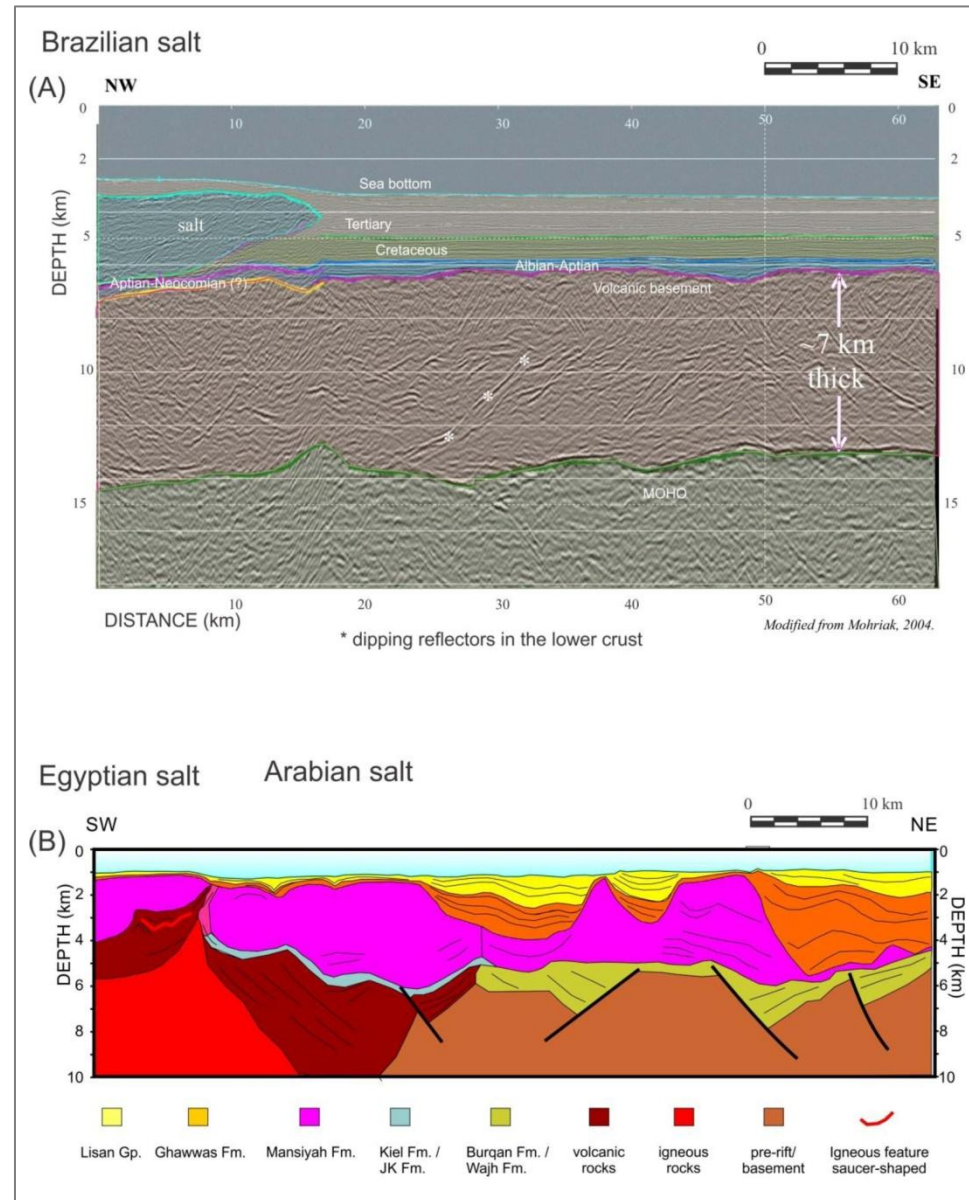 Brazilian salt
0 10 km
(A) NW SE
0 10 20 30 40 50 60 0
2 2
Sea bottom
salt
Tertiary
5 5
Cretaceous
Albian-Aptian
Aptian-Neocomian (?)
Volcanic basement
DEPTH (km)
~7 km
thick
10 10
*
*
*
MOHO
15 15
10 20 30 40 50 60
DISTANCE (km)
Modified from Mohriak, 2004.
* dipping reflectors in the lower crust
Egyptian salt Arabian salt
0 10 km
SW NE
(B)
0 0
2 2
4 4
6 6
8 8
10 10
DEPTH (km)
DEPTH (km)
Lisan Gp.
Ghawwas Fm.
Mansiyah Fm.
Kiel Fm. /
JK Fm.
Burqan Fm. /
Wajh Fm.
volcanic
rocks
igneous
rocks
pre-rift/
basement
Igneous feature
saucer-shaped